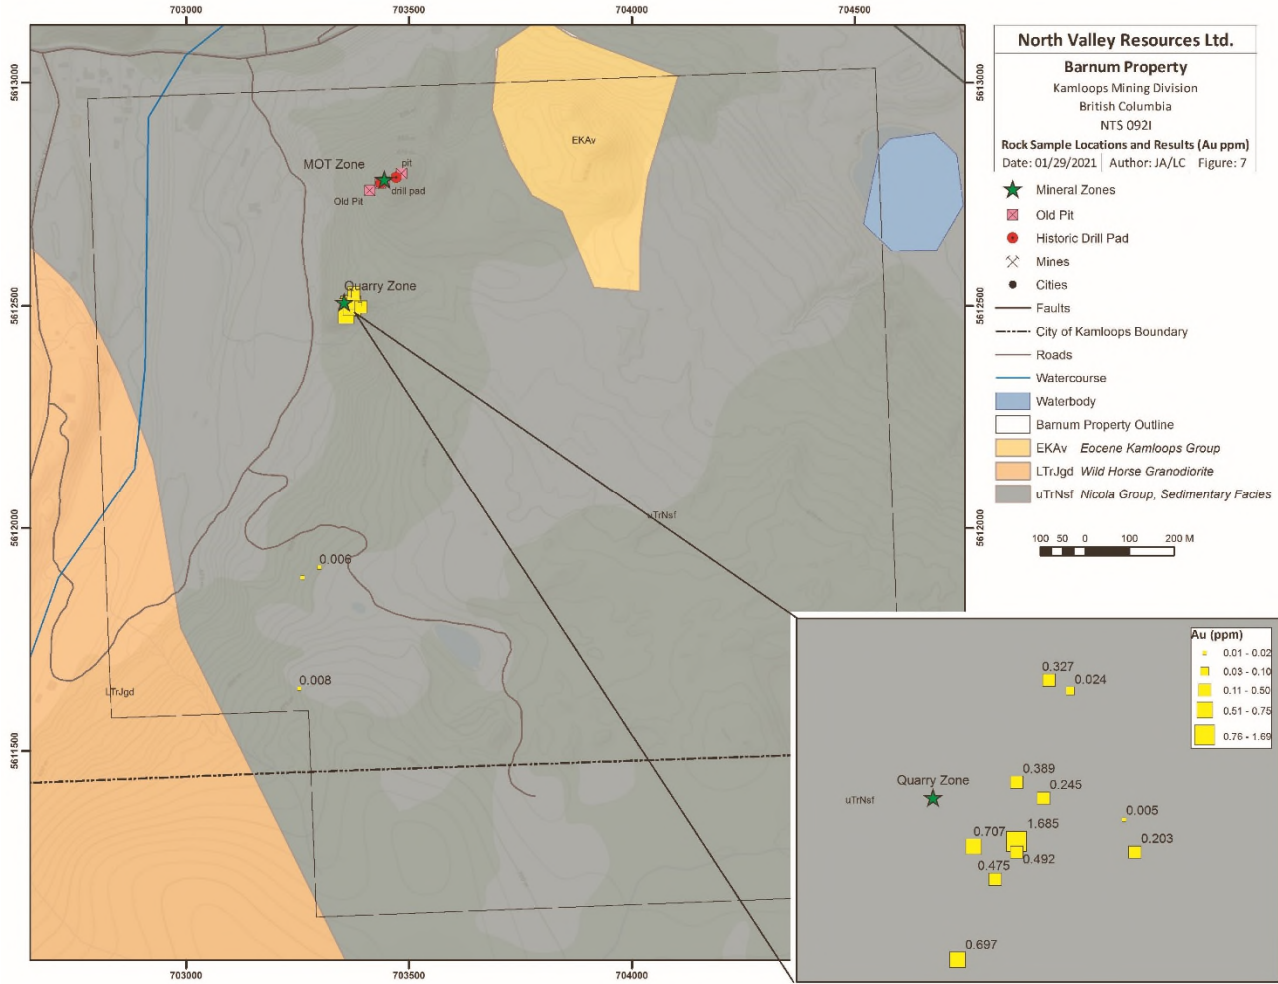 703000
703500
704000
704500
5613000
5612500
5612000
5611500
5613000
5612500
5612000
703000
703500
704000
EKAv
MOT Zone
pit
drill pad
Old Pit
Quarry Zone
uTrNsf
0.006
0.008
LTrJgd
North Valley Resources Ltd.
Barnum Property
Kamloops Mining Division
British Columbia
NTS 092I
Rock Sample Locations and Results (Au ppm)
Date: 01/29/2021 Author: JA/LC Figure: 7
Mineral Zones
Old Pit
Historic Drill Pad
Mines
Cities
Faults
City of Kamloops Boundary
Roads
Watercourse
Waterbody
Barnum Property Outline
EKAv Eocene Kamloops Group
LTrJgd Wild Horse Granodiorite
uTrNsf Nicola Group, Sedimentary Facies
100 50 0 100 200 M
Au (ppm)
0.01 - 0.02
0.03 - 0.10
0.11 - 0.50
0.51 - 0.75
0.76 - 1.69
0.327
0.024
0.389
0.245
Quarry Zone
uTrNsf
0.005
0.707
1.685
0.203
0.492
0.475
0.697